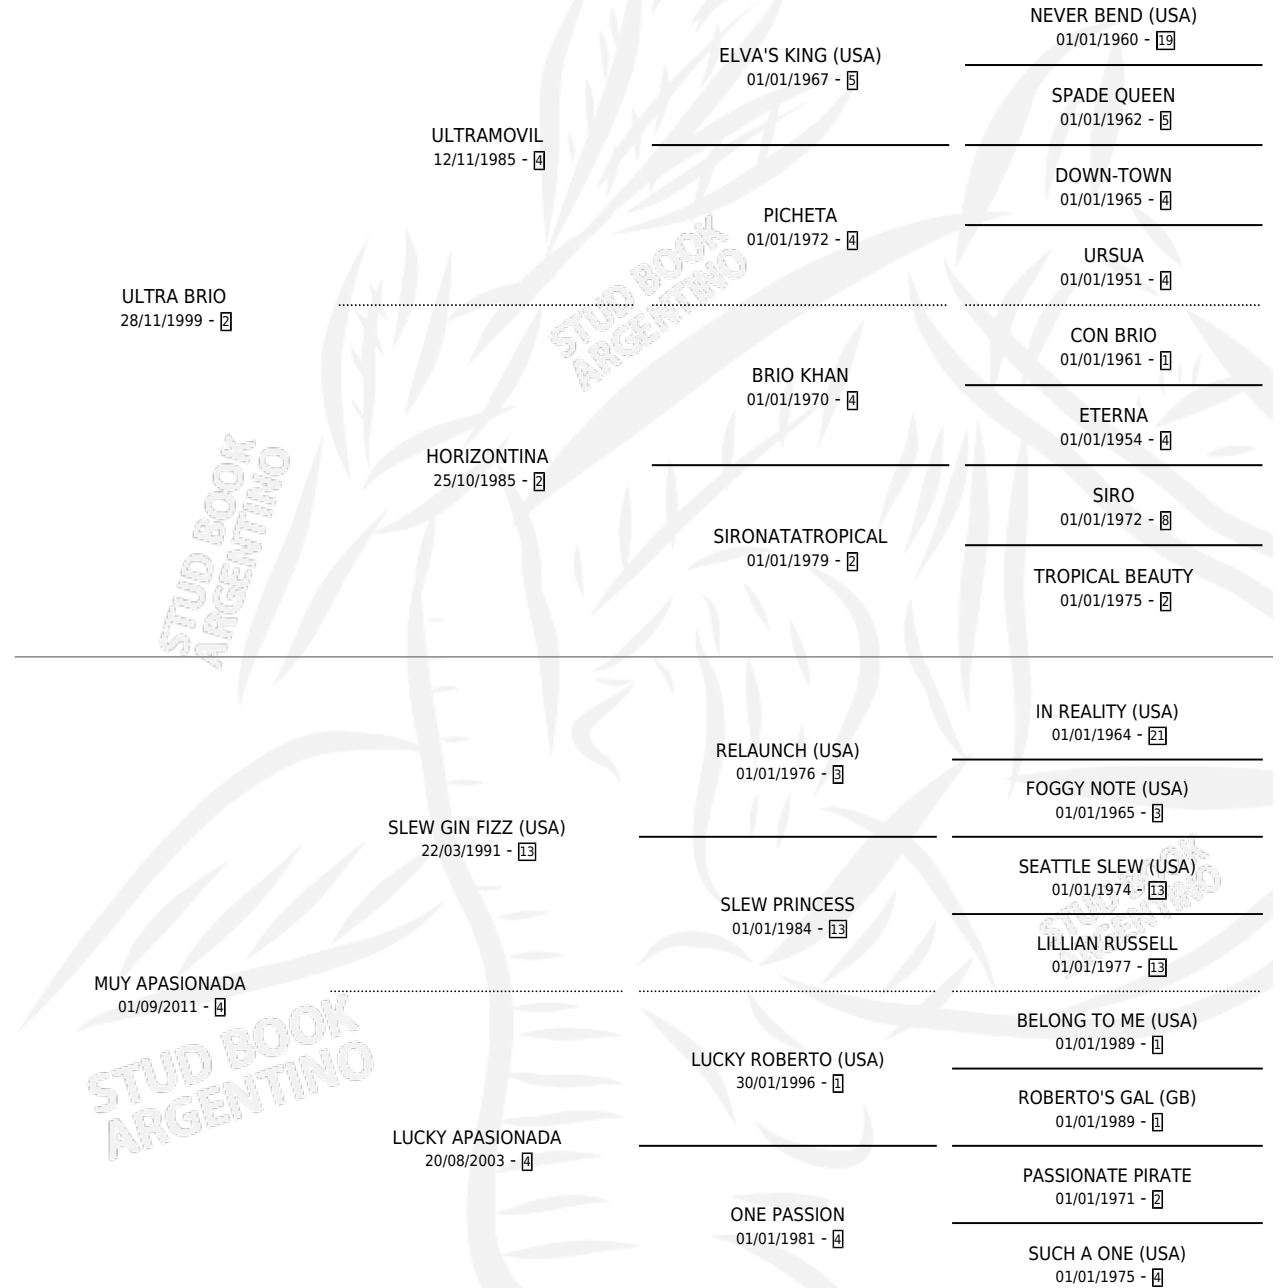 NEVER BEND (USA)
01/01/1960 - 19
ELVA'S KING (USA)
01/01/1967 - 5
SPADE QUEEN
01/01/1962 - 5
ULTRAMOVIL
12/11/1985 - 4
DOWN-TOWN
01/01/1965 - 4
PICHETA
01/01/1972 - 4
URSUA
01/01/1951 - 4
ULTRA BRIO
28/11/1999 - 2
CON BRIO
01/01/1961 - 1
BRIO KHAN
01/01/1970 - 4
ETERNA
01/01/1954 - 4
HORIZONTINA
25/10/1985 - 2
SIRO
01/01/1972 - 8
SIRONATATROPICAL
01/01/1979 - 2
TROPICAL BEAUTY
01/01/1975 - 2
STUD BOOK
ARGENTINO
STUD BOOK
ARGENTINO
IN REALITY (USA)
01/01/1964 - 21
RELAUNCH (USA)
01/01/1976 - 3
FOGGY NOTE (USA)
01/01/1965 - 3
SLEW GIN FIZZ (USA)
22/03/1991 - 13
SEATTLE SLEW (USA)
01/01/1974 - 13
SLEW PRINCESS
01/01/1984 - 13
LILLIAN RUSSELL
01/01/1977 - 13
STUD BOOK
ARGENTINO
MUY APASIONADA
01/09/2011 - 4
STUD BOOK
ARGENTINO
BELONG TO ME (USA)
01/01/1989 - 1
LUCKY ROBERTO (USA)
30/01/1996 - 1
ROBERTO'S GAL (GB)
01/01/1989 - 1
LUCKY APASIONADA
20/08/2003 - 4
PASSIONATE PIRATE
01/01/1971 - 2
ONE PASSION
01/01/1981 - 4
SUCH A ONE (USA)
01/01/1975 - 4